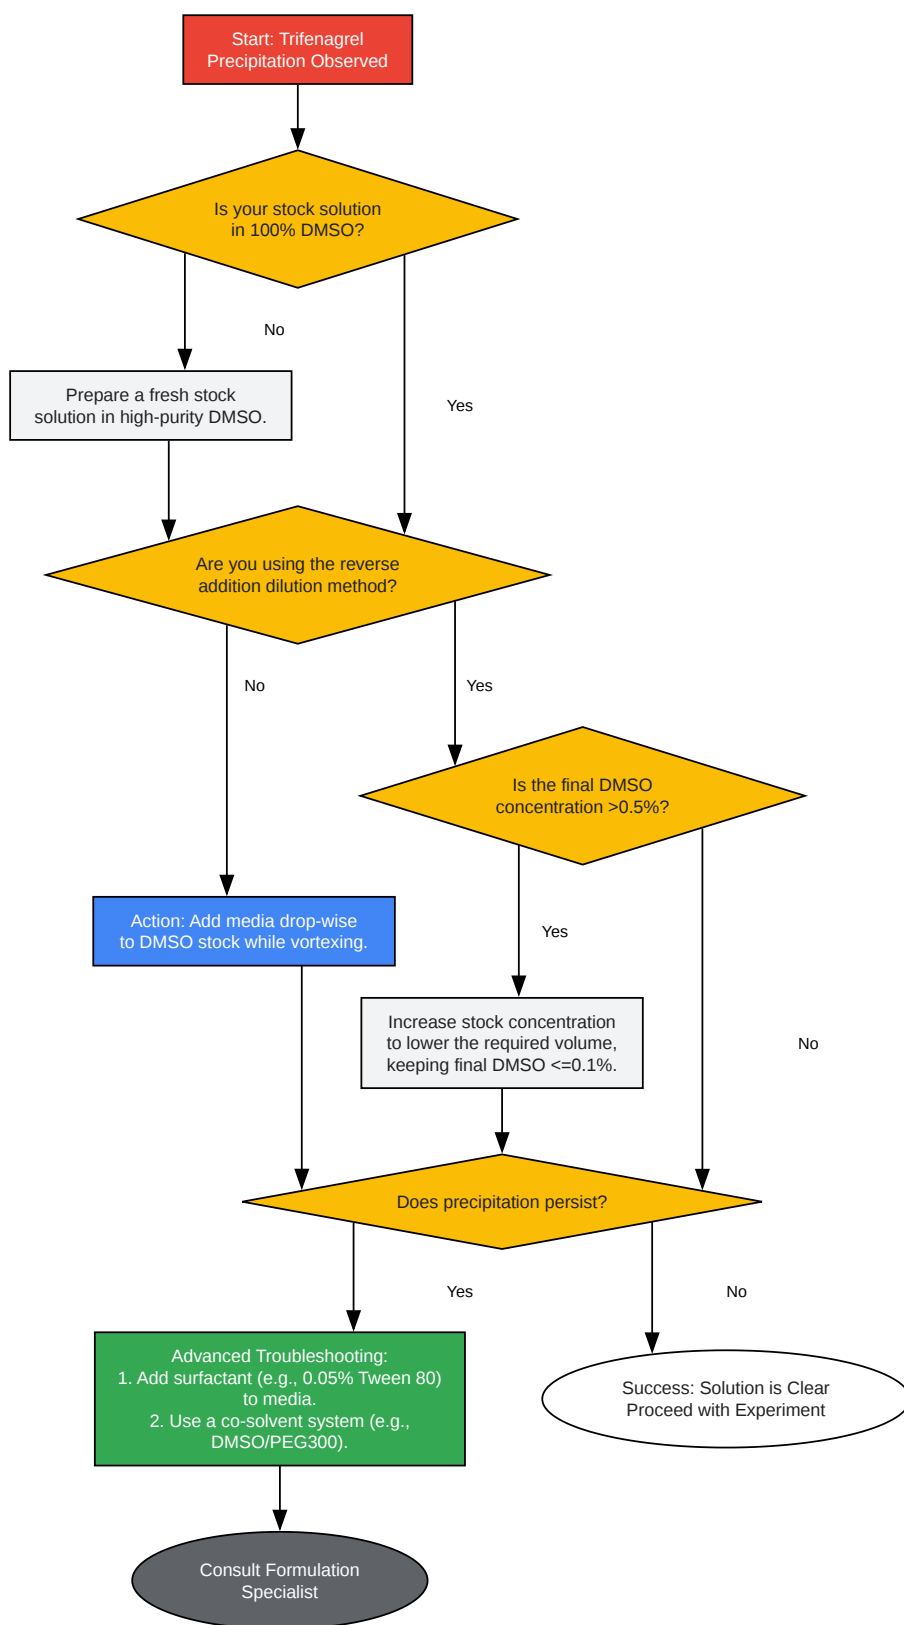 Start: Trifenagrel
Precipitation Observed
Is your stock solution
in 100% DMSO?
No
Prepare a fresh stock
solution in high-purity DMSO.
Yes
Are you using the reverse
addition dilution method?
No
Yes
Is the final DMSO
concentration >0.5%?
Action: Add media drop-wise
to DMSO stock while vortexing.
Yes
Increase stock concentration
to lower the required volume,
keeping final DMSO <=0.1%.
No
Does precipitation persist?
Yes
No
Advanced Troubleshooting:
1. Add surfactant (e.g., 0.05% Tween 80)
to media.
2. Use a co-solvent system (e.g.,
DMSO/PEG300).
Success: Solution is Clear
Proceed with Experiment
Consult Formulation
Specialist